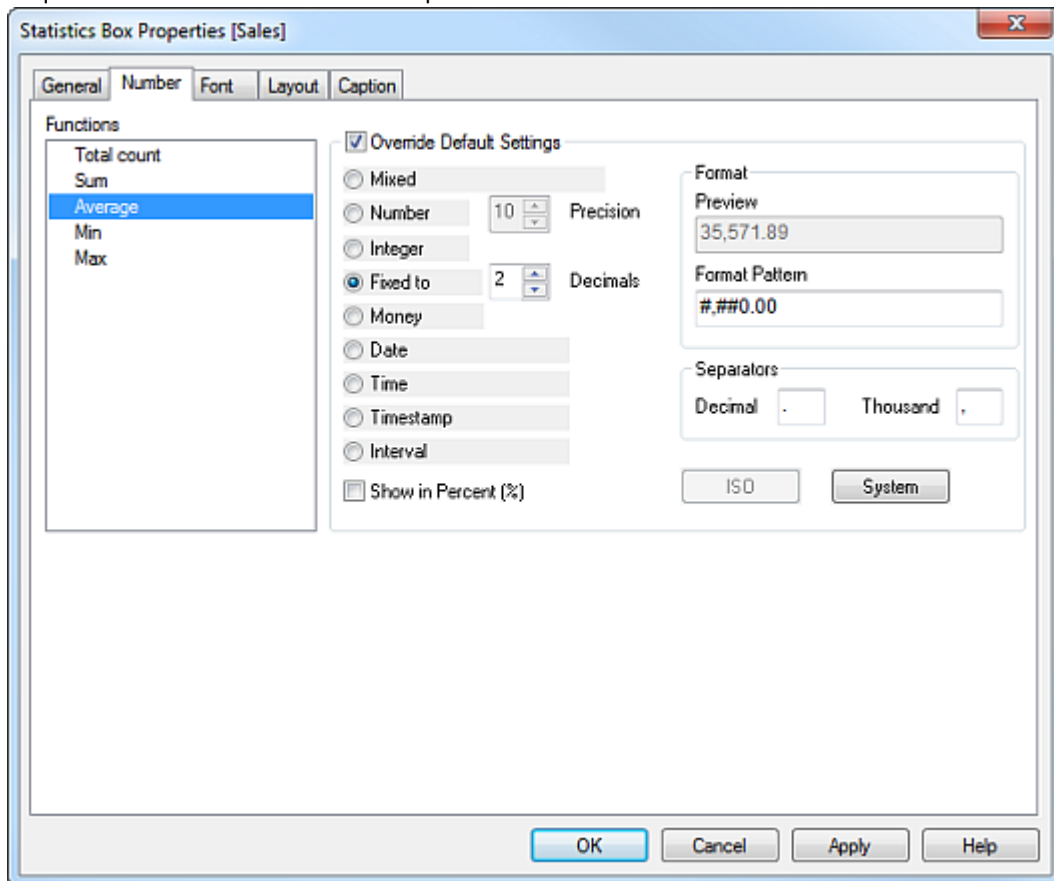 Statistics Box Properties [Sales]
General Number Font Layout Caption
Functions
Total count
Sum
Average
Min
Max
Override Default Settings
Mixed
Number 10 Precision
Integer
Fixed to 2 Decimals
Money
Date
Time
Timestamp
Interval
Show in Percent (%)
Format
Preview
35,571.89
Format Pattern
#,##0.00
Separators
Decimal . Thousand ,
ISO System
OK Cancel Apply Help